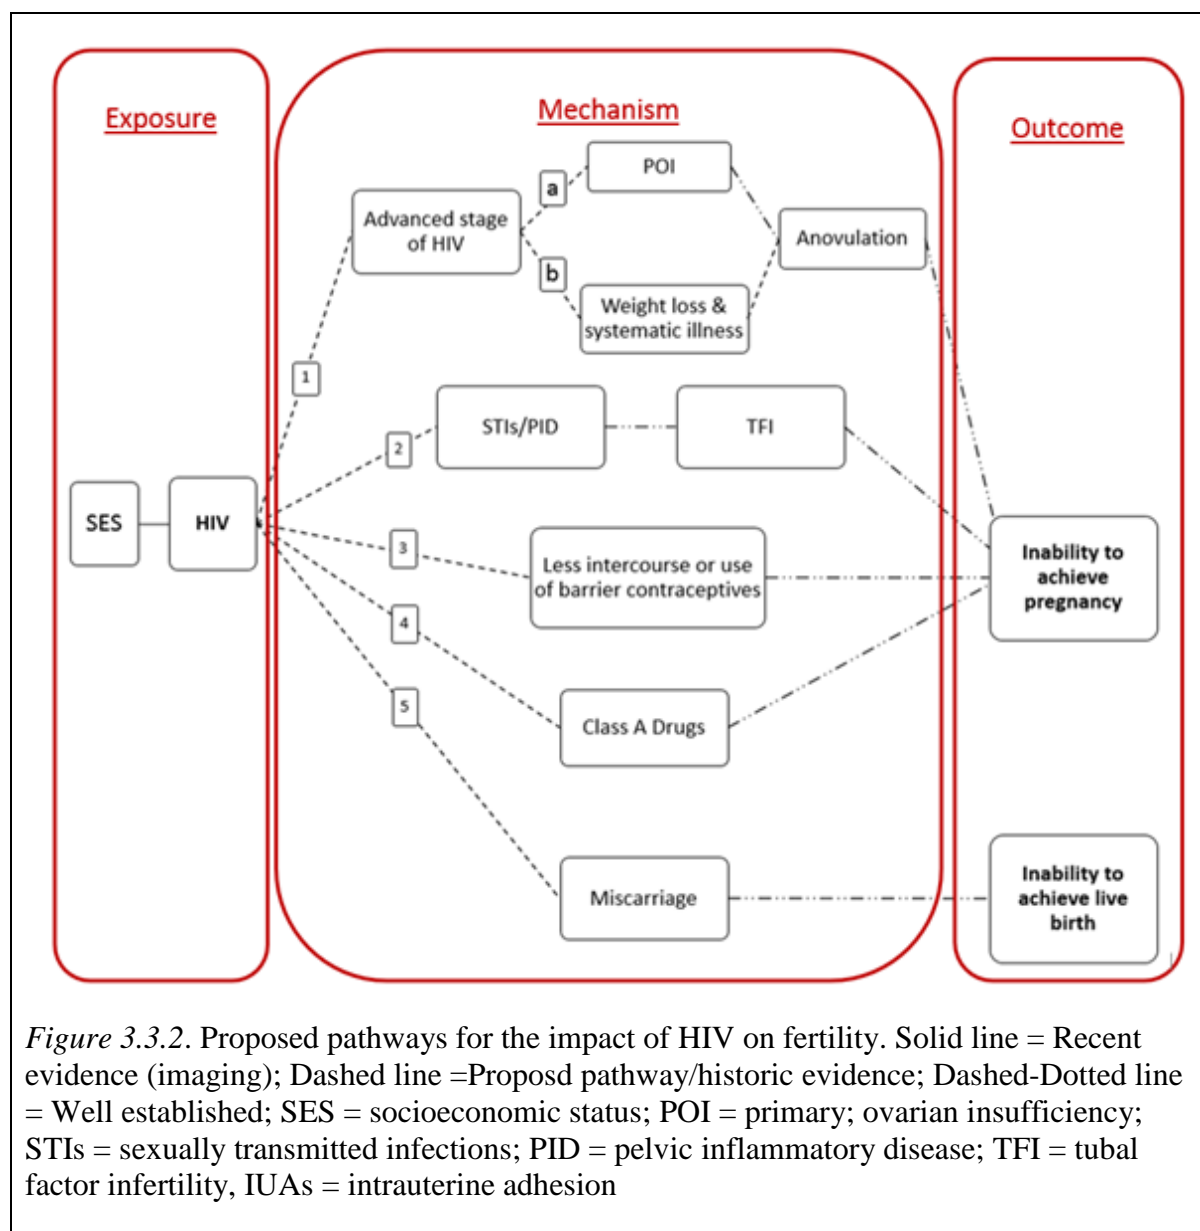 Exposure
Mechanism
Outcome
POI
a
Advanced stage
of HIV
Anovulation
b
Weight loss &
systematic illness
1
STIs/PID
TFI
2
SES
HIV
3
Less intercourse or use
of barrier contraceptives
Inability to
achieve
pregnancy
4
5
Class A Drugs
Miscarriage
Inability to
achieve live
birth
Figure 3.3.2. Proposed pathways for the impact of HIV on fertility. Solid line = Recent
evidence (imaging); Dashed line =Proposd pathway/historic evidence; Dashed-Dotted line
= Well established; SES = socioeconomic status; POI = primary; ovarian insufficiency;
STIs = sexually transmitted infections; PID = pelvic inflammatory disease; TFI = tubal
factor infertility, IUAs = intrauterine adhesion